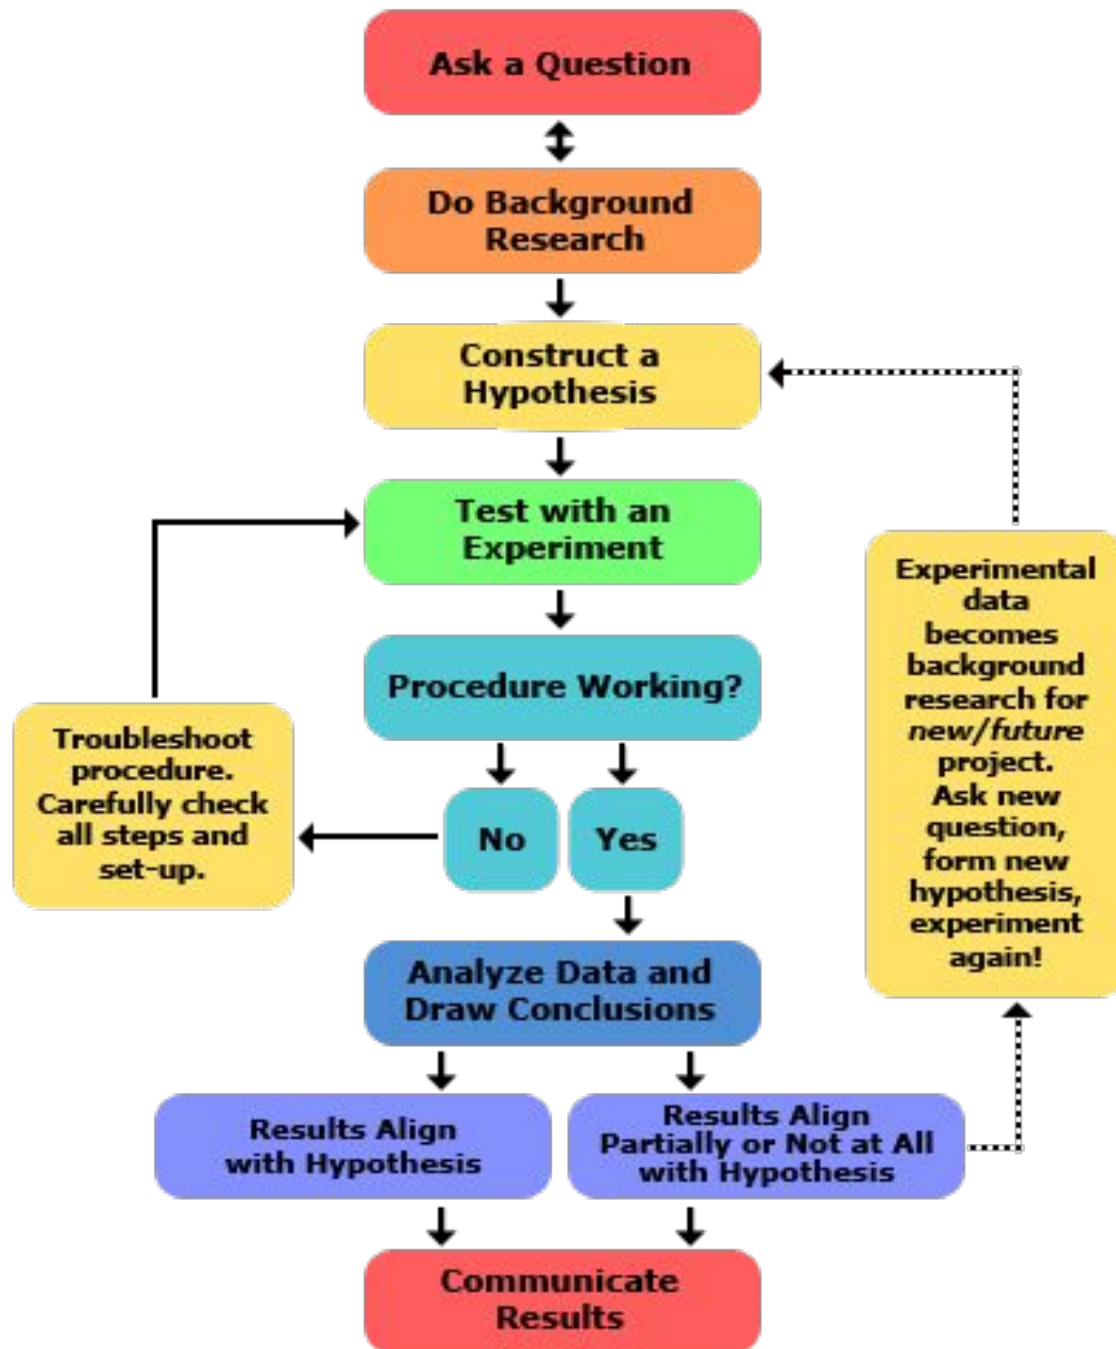 Ask a Question
Do Background
Research
Construct a
Hypothesis
Test with an
Experiment
Procedure Working?
No
Yes
Troubleshoot
procedure.
Carefully check
all steps and
set-up.
Analyze Data and
Draw Conclusions
Results Align
with Hypothesis
Results Align
Partially or Not at All
with Hypothesis
Experimental
data
becomes
background
research for
new/future
project.
Ask new
question,
form new
hypothesis,
experiment
again!
Communicate
Results